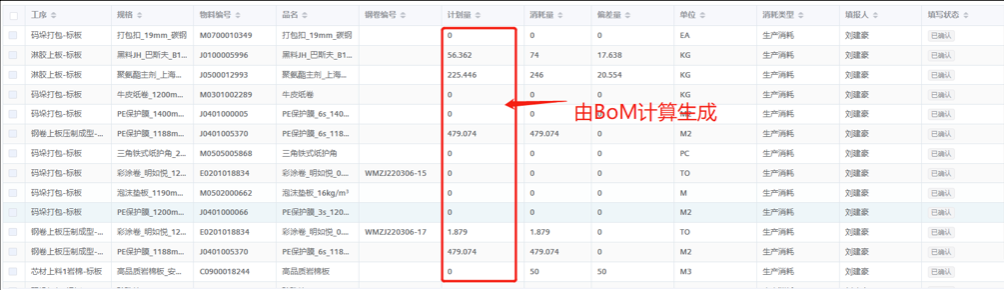 工序 规格 物料编号 品名 钢卷编号 计划量 消耗量 偏差量 单位 消耗类型 填报人 填写状态
码垛打包-标板 打包扣_19mm_碳钢 M0700010349 打包扣_19mm_碳钢 0 0 0 EA 生产消耗 刘建豪 已确认
淋胶上板-标板 黑料JH_巴斯夫_B1... J0100005996 黑料JH_巴斯夫_B1... 56.362 74 17.638 KG 生产消耗 刘建豪 已确认
淋胶上板-标板 聚氨酯主剂_上海... J0500012993 聚氨酯主剂_上海... 225.446 246 20.554 KG 生产消耗 刘建豪 已确认
码垛打包-标板 牛皮纸卷_1200m... M0301002289 牛皮纸卷 0 0 0 KG 生产消耗 刘建豪 已确认
码垛打包-标板 PE保护膜_1400m... J0401000005 PE保护膜_6s_140... 0 0 0 生产消耗 刘建豪 已确认
由BoM计算生成
钢卷上板压制成型-... PE保护膜_1188m... J0401005370 PE保护膜_6s_118... 479.074 479.074 0 M2 生产消耗 刘建豪 已确认
码垛打包-标板 三角铁式纸护角_2... M0505005868 三角铁式纸护角 0 0 0 PC 生产消耗 刘建豪 已确认
码垛打包-标板 彩涂卷_明如悦_12... E0201018834 彩涂卷_明如悦_0.... WMZJ220306-15 0 0 0 TO 生产消耗 刘建豪 已确认
码垛打包-标板 泡沫垫板_1190m... M0502000662 泡沫垫板_16kg/m³ 0 0 0 M 生产消耗 刘建豪 已确认
码垛打包-标板 PE保护膜_1200m... J0401000066 PE保护膜_3s_120... 0 0 0 M2 生产消耗 刘建豪 已确认
钢卷上板压制成型-... 彩涂卷_明如悦_12... E0201018834 彩涂卷_明如悦_0.... WMZJ220306-17 1.879 1.879 0 TO 生产消耗 刘建豪 已确认
钢卷上板压制成型-... PE保护膜_1188m... J0401005370 PE保护膜_6s_118... 479.074 479.074 0 M2 生产消耗 刘建豪 已确认
芯材上料1岩棉-标板 高品质岩棉板_安... C0900018244 高品质岩棉板 0 50 50 M3 生产消耗 刘建豪 已确认